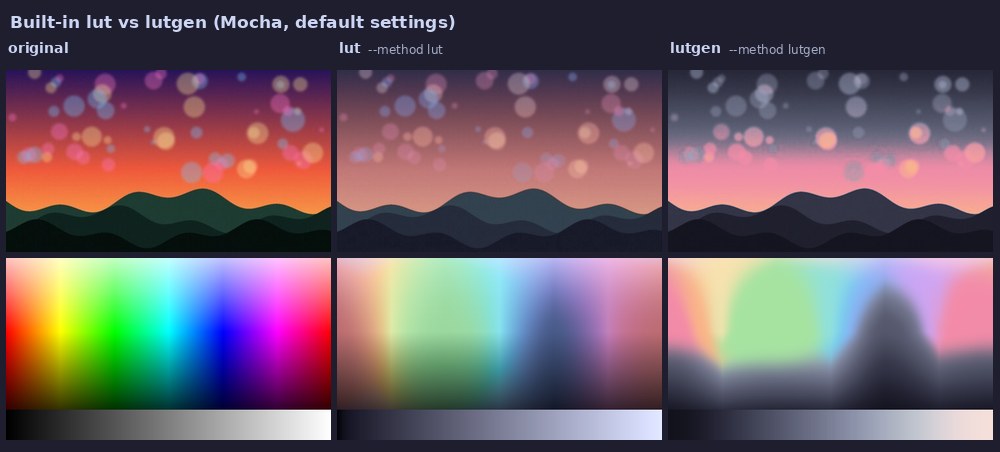 Built-in lut vs lutgen (Mocha, default settings)
original
lut --method lut
lutgen --method lutgen